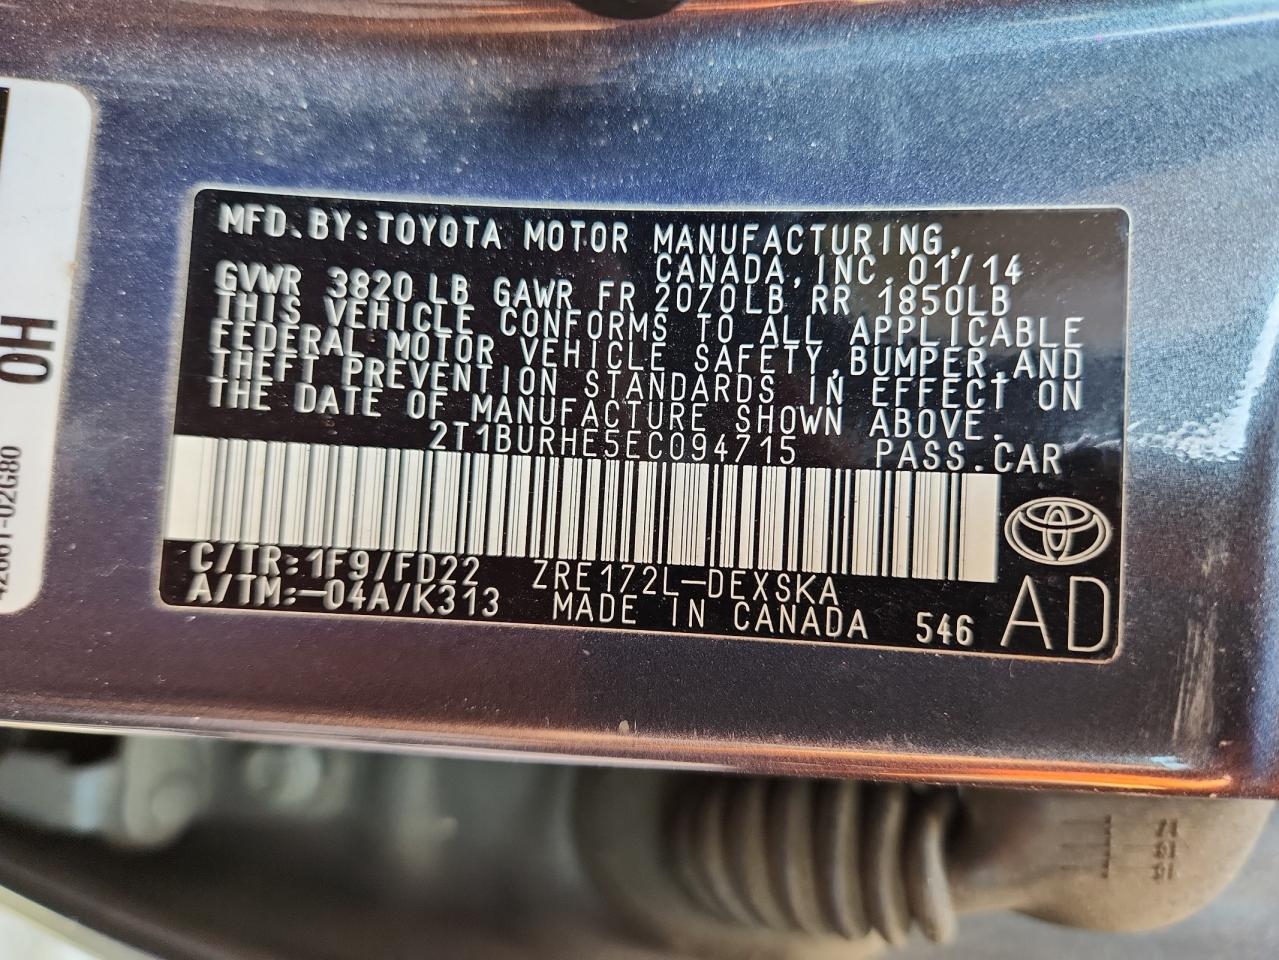 MFD.BY:TOYOTA MOTOR MANUFACTURING,
CANADA,INC.01/14
GVWR 3820LB GAWR FR 2070LB RR 1850LB
THIS VEHICLE CONFORMS TO ALL APPLICABLE
FEDERAL MOTOR VEHICLE SAFETY,BUMPER,AND
THEFT PREVENTION STANDARDS IN EFFECT ON
THE DATE OF MANUFACTURE SHOWN ABOVE.
2T1BURHE5EC094715 PASS.CAR
C/TR:1F9/FD22 ZRE172L-DEXSKA
A/TM:-04A/K313 MADE IN CANADA 546 AD
OH